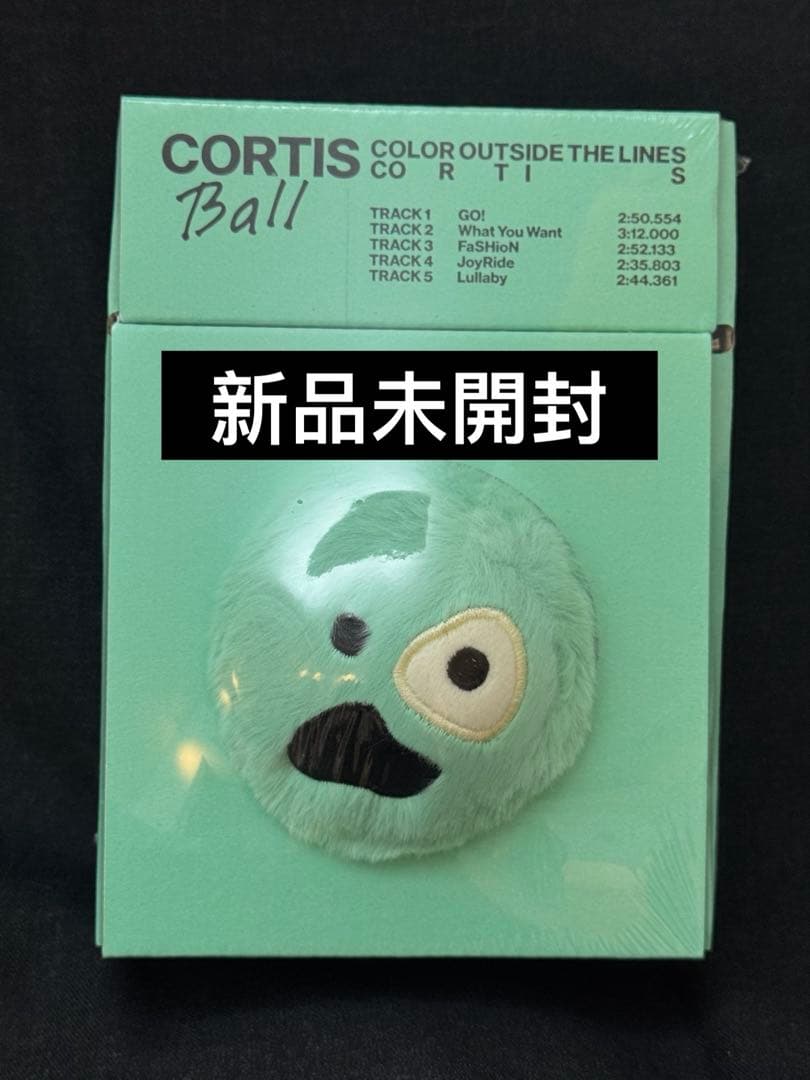 CORTIS COLOR OUTSIDE THE LINES
CO R T I S
Ball
TRACK 1 GO! 2:50.554
TRACK 2 What You Want 3:12.000
TRACK 3 FaSHioN 2:52.133
TRACK 4 JoyRide 2:35.803
TRACK 5 Lullaby 2:44.361
新品未開封